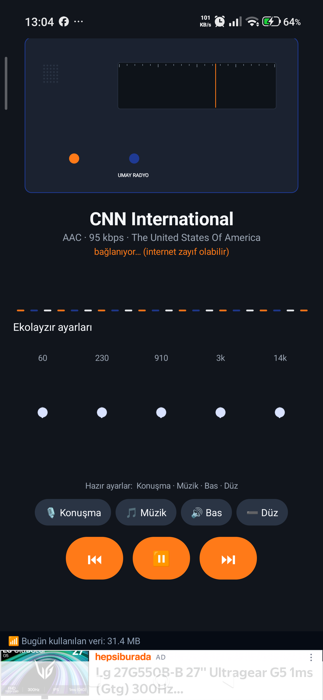 13:04
101
KB/s
64%
UMAY RADYO
CNN International
AAC · 95 kbps · The United States Of America
bağlanıyor… (internet zayıf olabilir)
Ekolayzır ayarları
60 230 910 3k 14k
Hazır ayarlar: Konuşma · Müzik · Bas · Düz
Konuşma Müzik Bas Düz
Bugün kullanılan veri: 31.4 MB
27"
hepsiburada AD
Lg 27G550B-B 27" Ultragear G5 1ms
(Gtg) 300Hz...